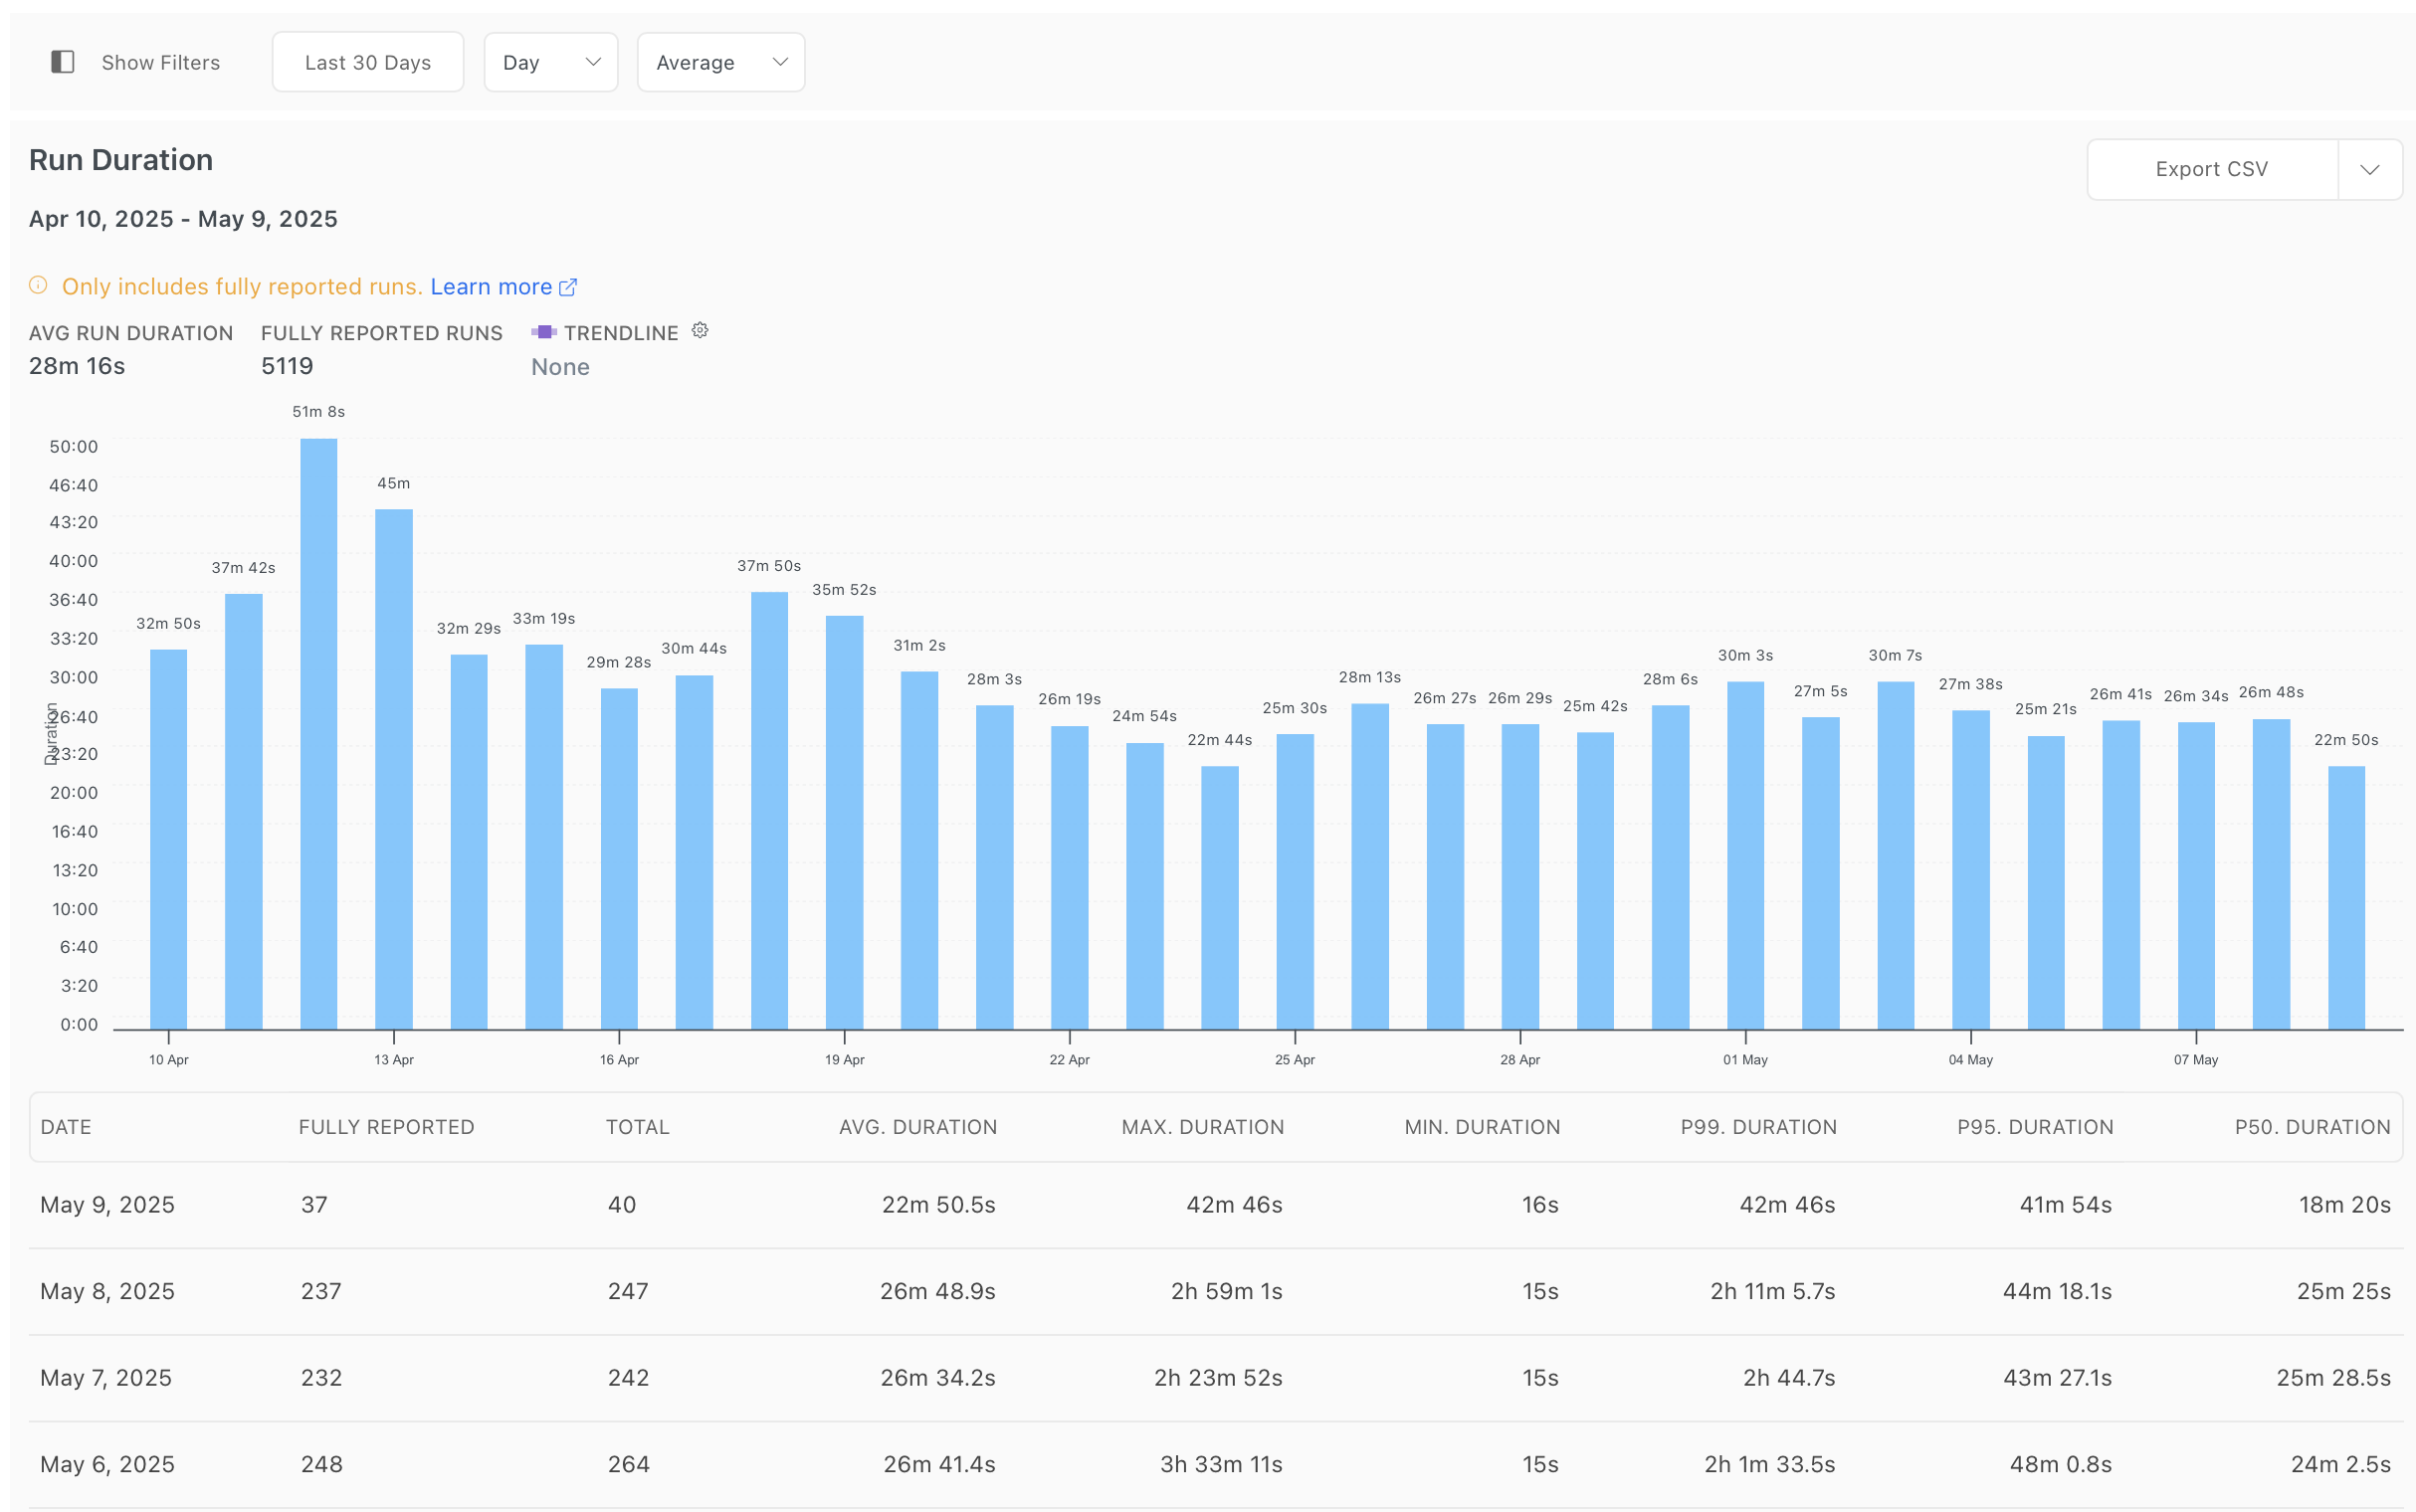 Show Filters Last 30 Days Day Average
Run Duration
Export CSV
Apr 10, 2025 - May 9, 2025
Only includes fully reported runs. Learn more
AVG RUN DURATION FULLY REPORTED RUNS TRENDLINE
28m 16s 5119 None
50:00
46:40
43:20
40:00
36:40
33:20
30:00
26:40
23:20
20:00
16:40
13:20
10:00
6:40
3:20
0:00
Duration
32m 50s
37m 42s
51m 8s
45m
32m 29s
33m 19s
29m 28s
30m 44s
37m 50s
35m 52s
31m 2s
28m 3s
26m 19s
24m 54s
22m 44s
25m 30s
28m 13s
26m 27s
26m 29s
25m 42s
28m 6s
30m 3s
27m 5s
30m 7s
27m 38s
25m 21s
26m 41s
26m 34s
26m 48s
22m 50s
10 Apr 13 Apr 16 Apr 19 Apr 22 Apr 25 Apr 28 Apr 01 May 04 May 07 May
DATE FULLY REPORTED TOTAL AVG. DURATION MAX. DURATION MIN. DURATION P99. DURATION P95. DURATION P50. DURATION
May 9, 2025 37 40 22m 50.5s 42m 46s 16s 42m 46s 41m 54s 18m 20s
May 8, 2025 237 247 26m 48.9s 2h 59m 1s 15s 2h 11m 5.7s 44m 18.1s 25m 25s
May 7, 2025 232 242 26m 34.2s 2h 23m 52s 15s 2h 44.7s 43m 27.1s 25m 28.5s
May 6, 2025 248 264 26m 41.4s 3h 33m 11s 15s 2h 1m 33.5s 48m 0.8s 24m 2.5s